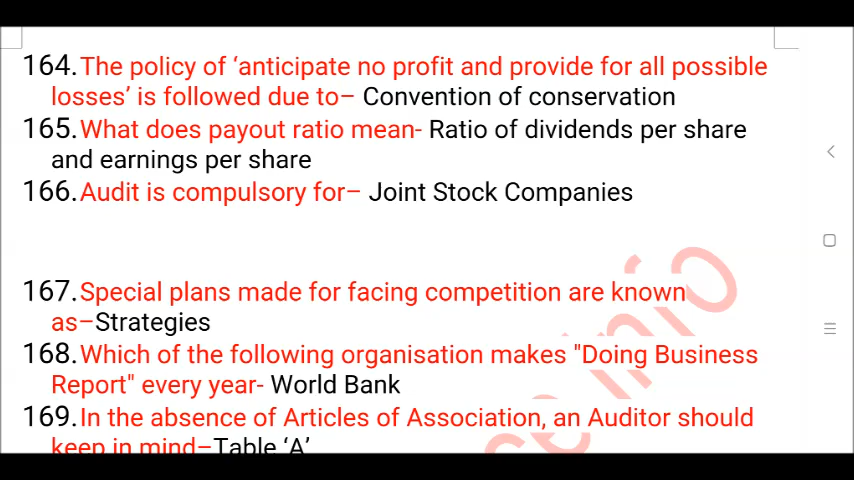 164. The policy of ‘anticipate no profit and provide for all possible
losses’ is followed due to– Convention of conservation
165. What does payout ratio mean- Ratio of dividends per share
and earnings per share
166. Audit is compulsory for– Joint Stock Companies
167. Special plans made for facing competition are known
as–Strategies
168. Which of the following organisation makes "Doing Business
Report" every year- World Bank
169. In the absence of Articles of Association, an Auditor should
keep in mind–Table ‘A’
info